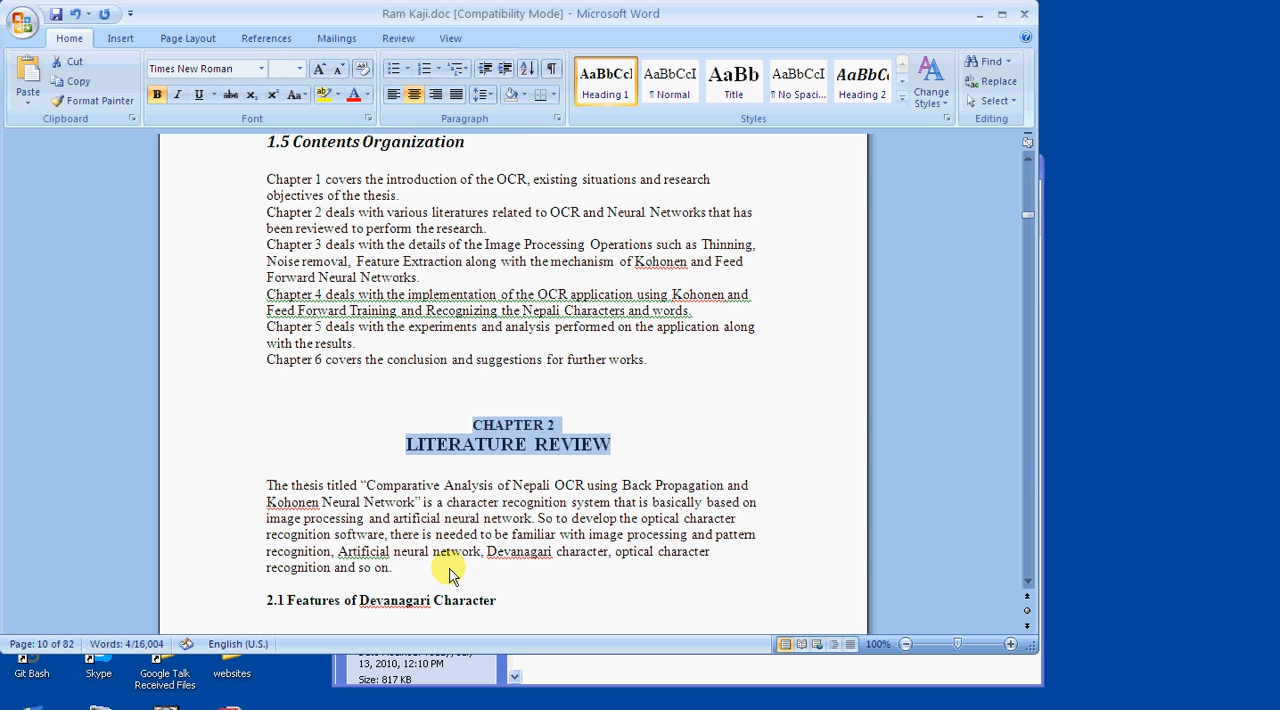 Ram Kaji.doc [Compatibility Mode] - Microsoft Word
Home Insert Page Layout References Mailings Review View
Paste
Cut
Copy
Format Painter
Clipboard
Times New Roman
Font
Paragraph
AaBbCcI AaBbCcI AaBb AaBbCcI AaBbCc
Heading 1 ¶ Normal Title ¶ No Spaci... Heading 2
Change Styles
Styles
Find
Replace
Select
Editing
1.5 Contents Organization
Chapter 1 covers the introduction of the OCR, existing situations and research
objectives of the thesis.
Chapter 2 deals with various literatures related to OCR and Neural Networks that has
been reviewed to perform the research.
Chapter 3 deals with the details of the Image Processing Operations such as Thinning,
Noise removal, Feature Extraction along with the mechanism of Kohonen and Feed
Forward Neural Networks.
Chapter 4 deals with the implementation of the OCR application using Kohonen and
Feed Forward Training and Recognizing the Nepali Characters and words.
Chapter 5 deals with the experiments and analysis performed on the application along
with the results.
Chapter 6 covers the conclusion and suggestions for further works.
CHAPTER 2
LITERATURE REVIEW
The thesis titled “Comparative Analysis of Nepali OCR using Back Propagation and
Kohonen Neural Network” is a character recognition system that is basically based on
image processing and artificial neural network. So to develop the optical character
recognition software, there is needed to be familiar with image processing and pattern
recognition, Artificial neural network, Devanagari character, optical character
recognition and so on.
2.1 Features of Devanagari Character
Page: 10 of 82 Words: 4/16,004 English (U.S.) 100%
Git Bash
Skype
Google Talk
Received Files
websites
13, 2010, 12:10 PM
Size: 817 KB